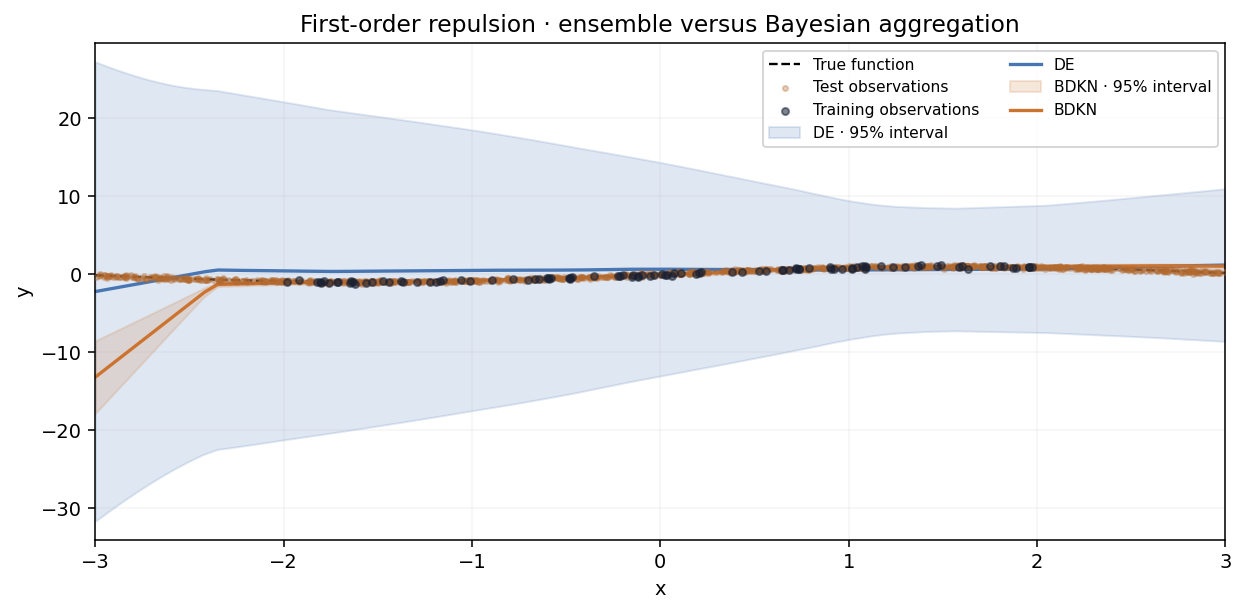 First-order repulsion · ensemble versus Bayesian aggregation
True function
Test observations
Training observations
DE · 95% interval
DE
BDKN · 95% interval
BDKN
y
20
10
0
−10
−20
−30
−3
−2
−1
0
1
2
3
x